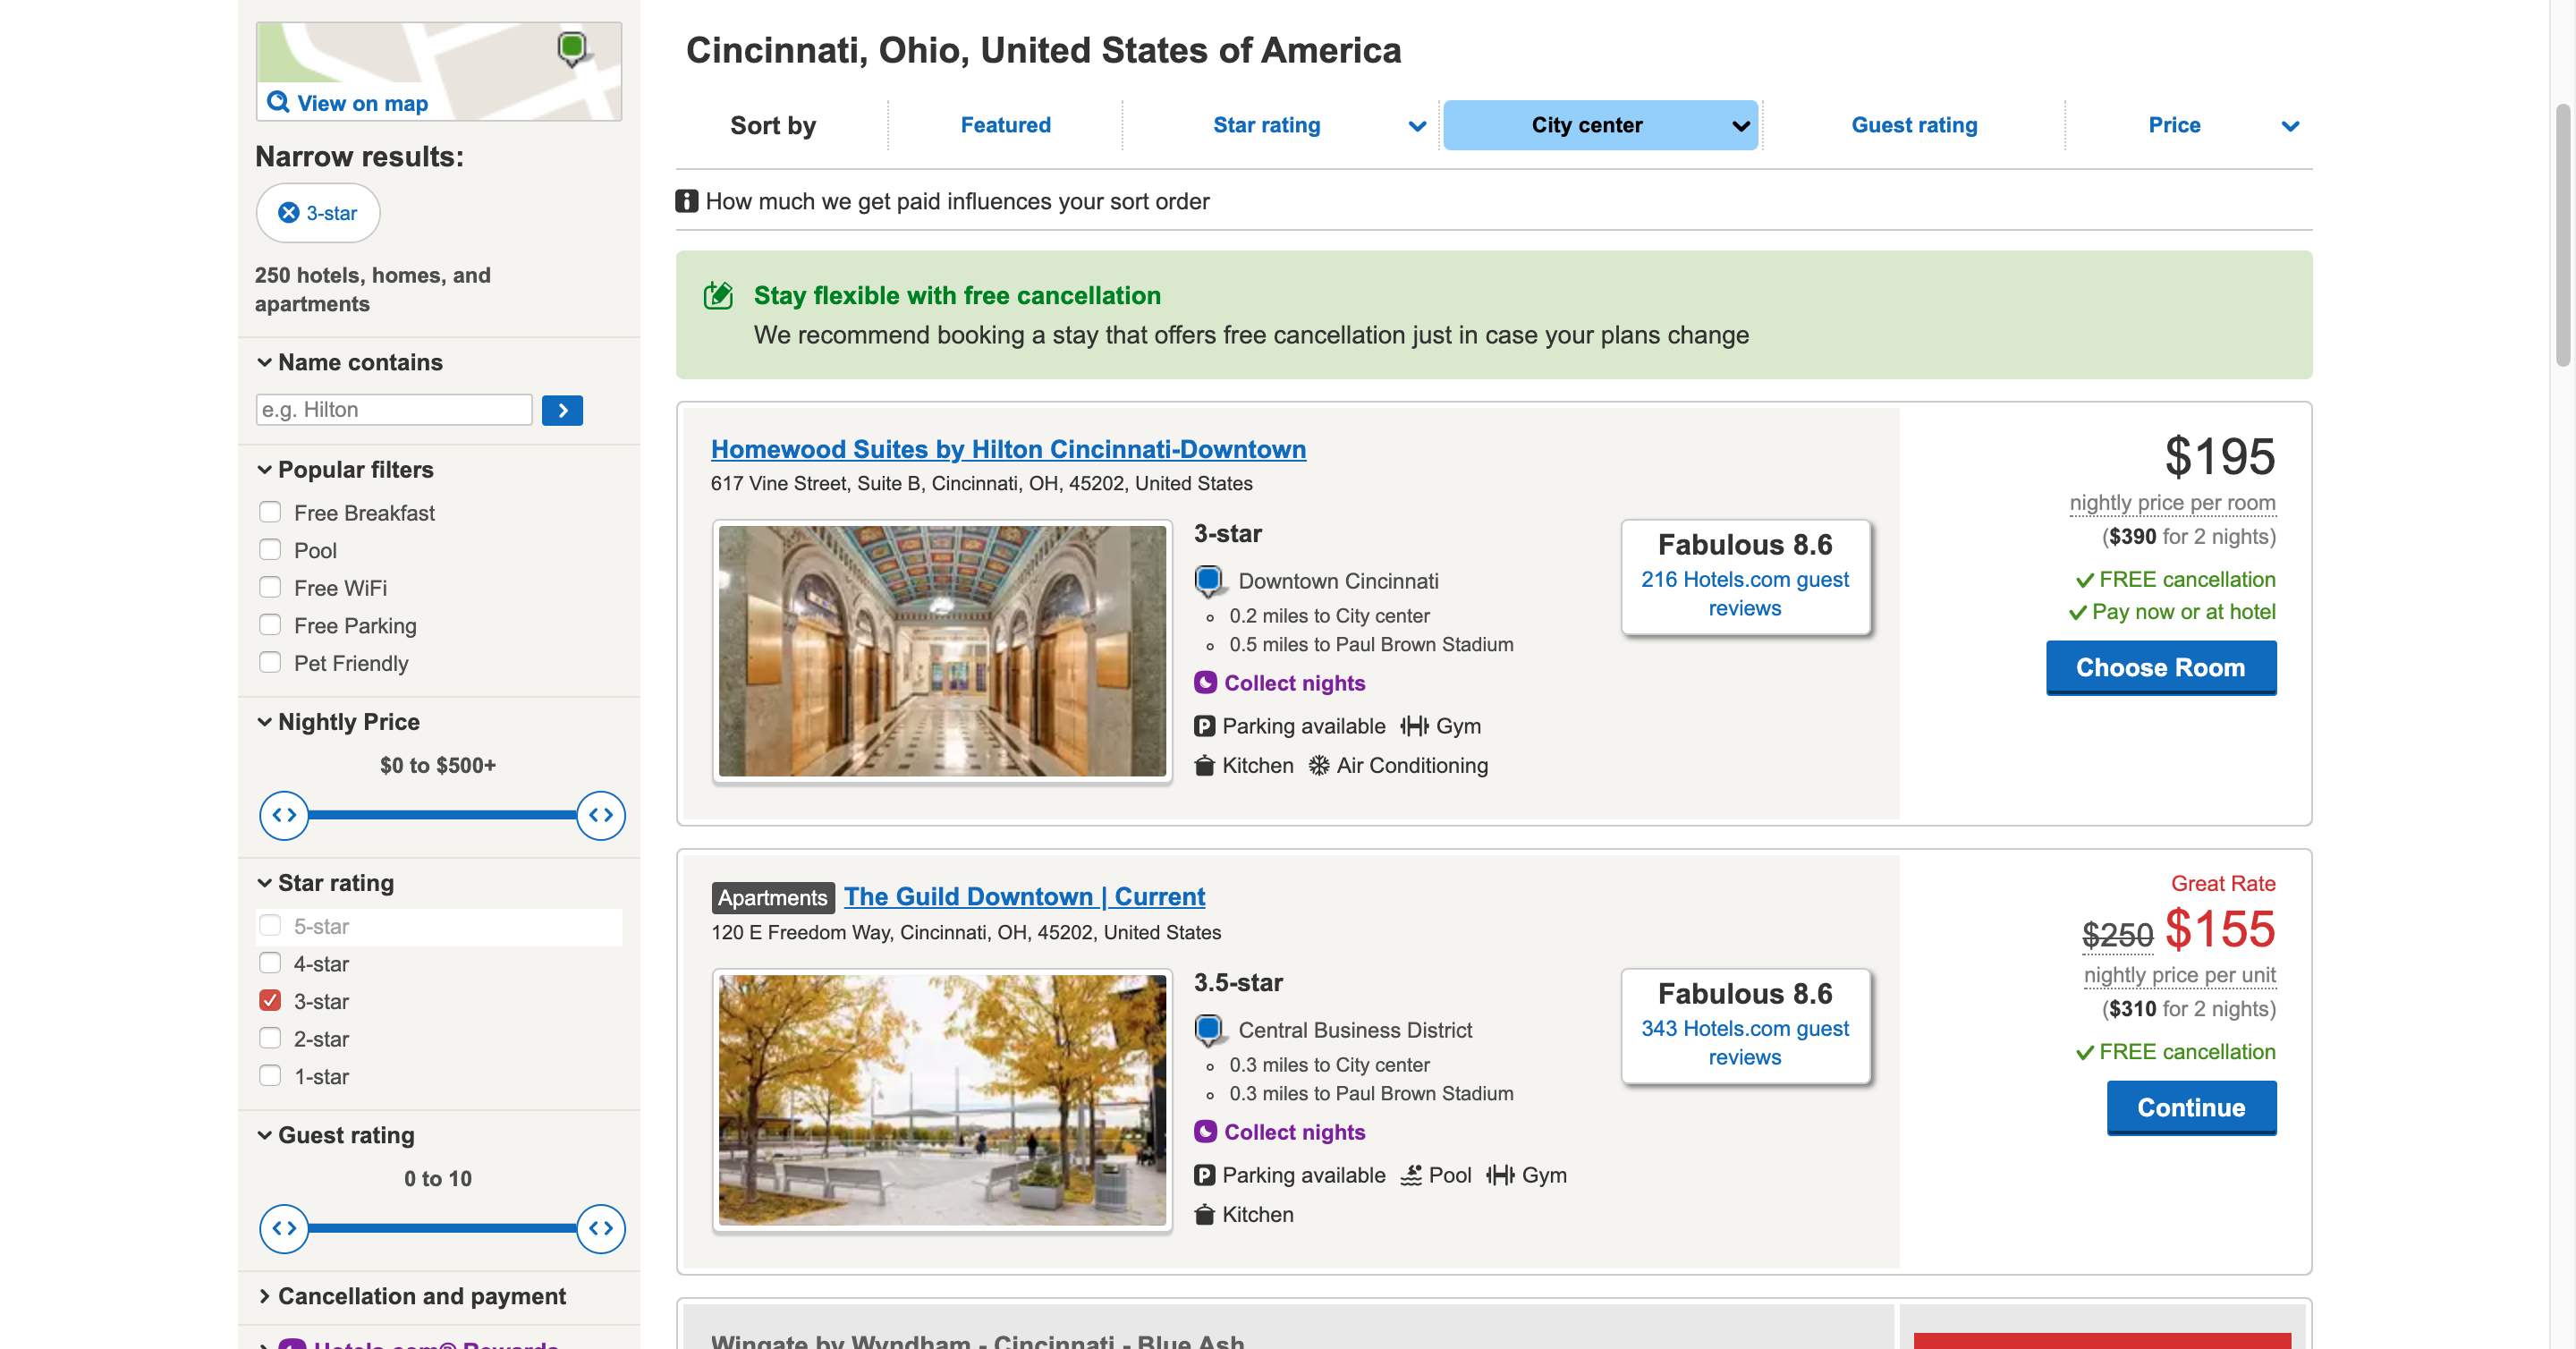 View on map
Narrow results:
3-star
250 hotels, homes, and
apartments
Name contains
e.g. Hilton
Popular filters
Free Breakfast
Pool
Free WiFi
Free Parking
Pet Friendly
Nightly Price
$0 to $500+
Star rating
5-star
4-star
3-star
2-star
1-star
Guest rating
0 to 10
Cancellation and payment
Hotels.com® Rewards
Cincinnati, Ohio, United States of America
Sort by
Featured
Star rating
City center
Guest rating
Price
How much we get paid influences your sort order
Stay flexible with free cancellation
We recommend booking a stay that offers free cancellation just in case your plans change
Homewood Suites by Hilton Cincinnati-Downtown
617 Vine Street, Suite B, Cincinnati, OH, 45202, United States
3-star
Downtown Cincinnati
0.2 miles to City center
0.5 miles to Paul Brown Stadium
Collect nights
P Parking available Gym
Kitchen Air Conditioning
Fabulous 8.6
216 Hotels.com guest
reviews
$195
nightly price per room
($390 for 2 nights)
FREE cancellation
Pay now or at hotel
Choose Room
Apartments The Guild Downtown | Current
120 E Freedom Way, Cincinnati, OH, 45202, United States
3.5-star
Central Business District
0.3 miles to City center
0.3 miles to Paul Brown Stadium
Collect nights
P Parking available Pool Gym
Kitchen
Fabulous 8.6
343 Hotels.com guest
reviews
Great Rate
$250 $155
nightly price per unit
($310 for 2 nights)
FREE cancellation
Continue
Wingate by Wyndham - Cincinnati - Blue Ash